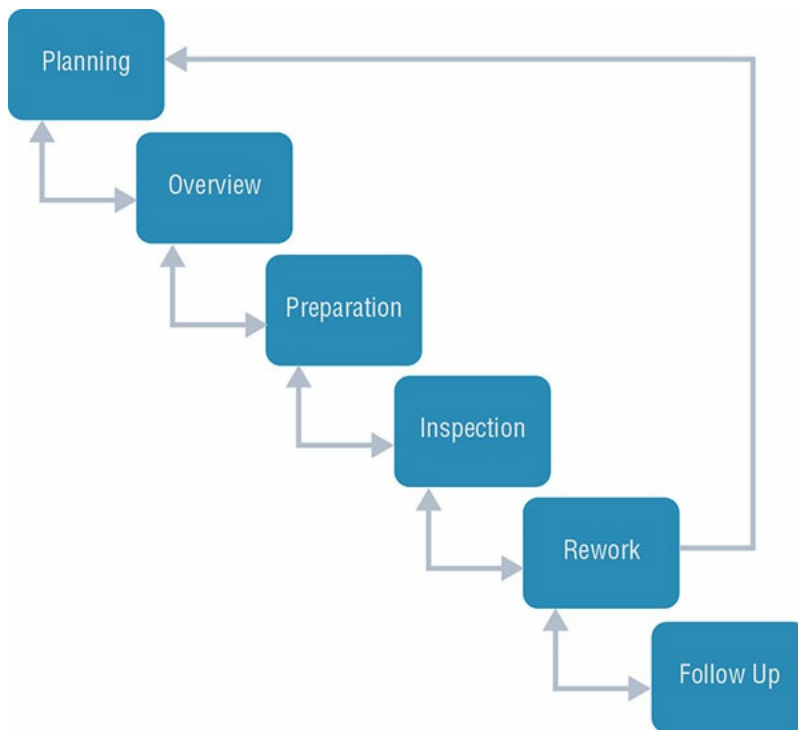 Planning
Overview
Preparation
Inspection
Rework
Follow Up